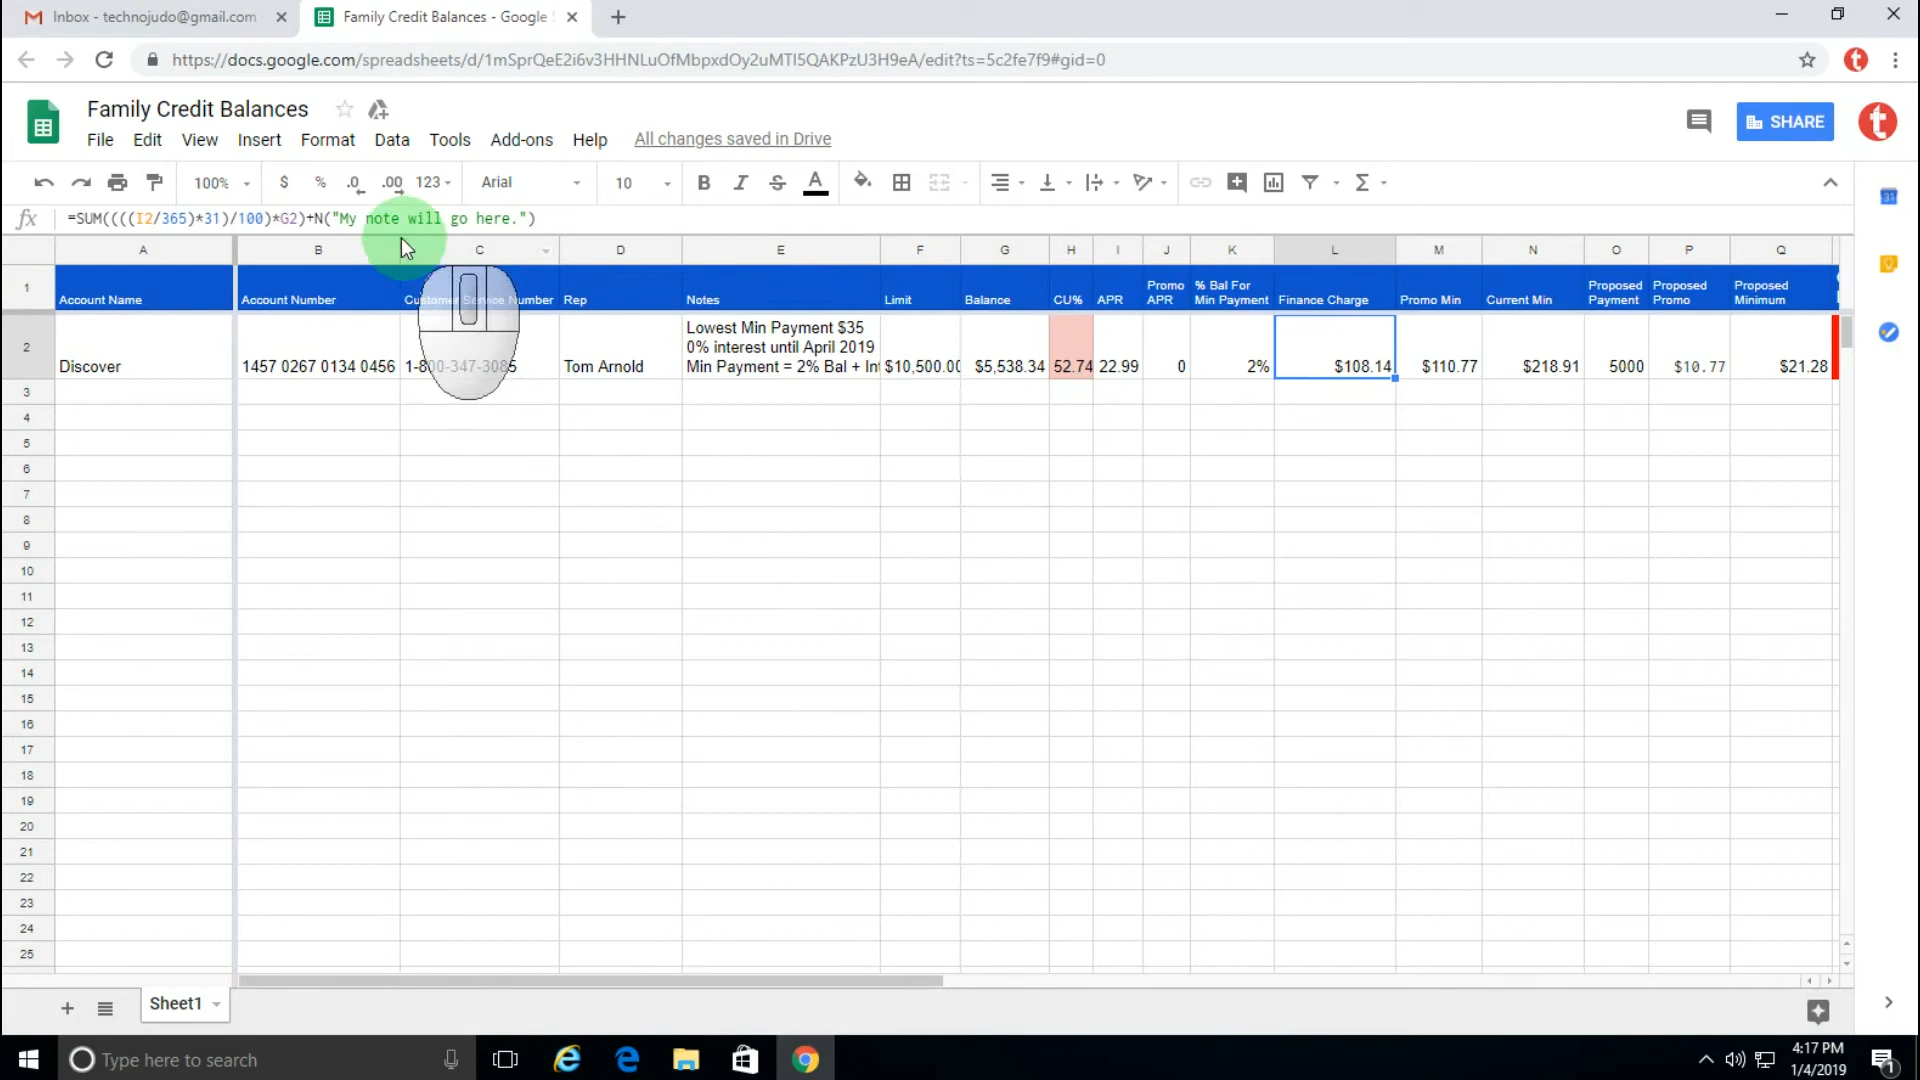 Inbox - technojudo@gmail.com
Family Credit Balances - Google
https://docs.google.com/spreadsheets/d/1mSprQeE2i6v3HHNLuOfMbpxdOy2uMTI5QAKPzU3H9eA/edit?ts=5c2fe7f9#gid=0
Family Credit Balances
File Edit View Insert Format Data Tools Add-ons Help All changes saved in Drive
SHARE
t
100% $ % .0 .00 123 Arial 10 B I S A
fx =SUM((((I2/365)*31)/100)*G2)+N("My note will go here.")
A B C D E F G H I J K L M N O P Q
1 Account Name Account Number Customer Service Number Rep Notes Limit Balance CU% APR Promo APR % Bal For Min Payment Finance Charge Promo Min Current Min Proposed Payment Proposed Promo Proposed Minimum
2 Discover 1457 0267 0134 0456 1-800-347-3085 Tom Arnold Lowest Min Payment $35
0% interest until April 2019
Min Payment = 2% Bal + Int $10,500.00 $5,538.34 52.74 22.99 0 2% $108.14 $110.77 $218.91 5000 $10.77 $21.28
3
4
5
6
7
8
9
10
11
12
13
14
15
16
17
18
19
20
21
22
23
24
25
Sheet1
Type here to search
4:17 PM
1/4/2019
1